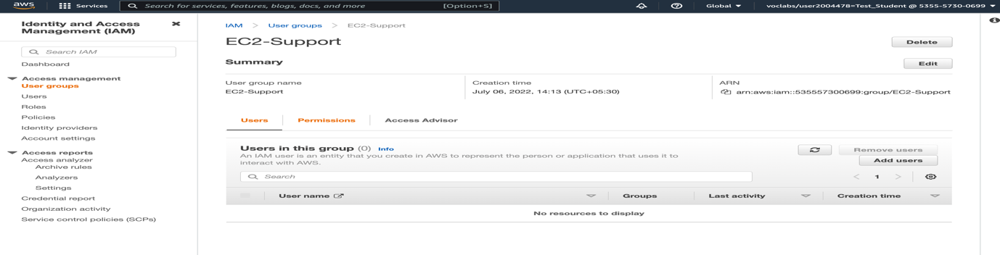 aws
Services
Search for services, features, blogs, docs, and more
[Option+S]
Global
voclabs/user2004478=Test_Student @ 5355-5730-0699
Identity and Access
Management (IAM)
Search IAM
Dashboard
Access management
User groups
Users
Roles
Policies
Identity providers
Account settings
Access reports
Access analyzer
Archive rules
Analyzers
Settings
Credential report
Organization activity
Service control policies (SCPs)
IAM > User groups > EC2-Support
EC2-Support
Delete
Summary
Edit
User group name
EC2-Support
Creation time
July 06, 2022, 14:13 (UTC+05:30)
ARN
arn:aws:iam::535557300699:group/EC2-Support
Users
Permissions
Access Advisor
Users in this group (0) Info
An IAM user is an entity that you create in AWS to represent the person or application that uses it to
interact with AWS.
Remove users
Add users
Search
< 1 >
User name
Groups
Last activity
Creation time
No resources to display